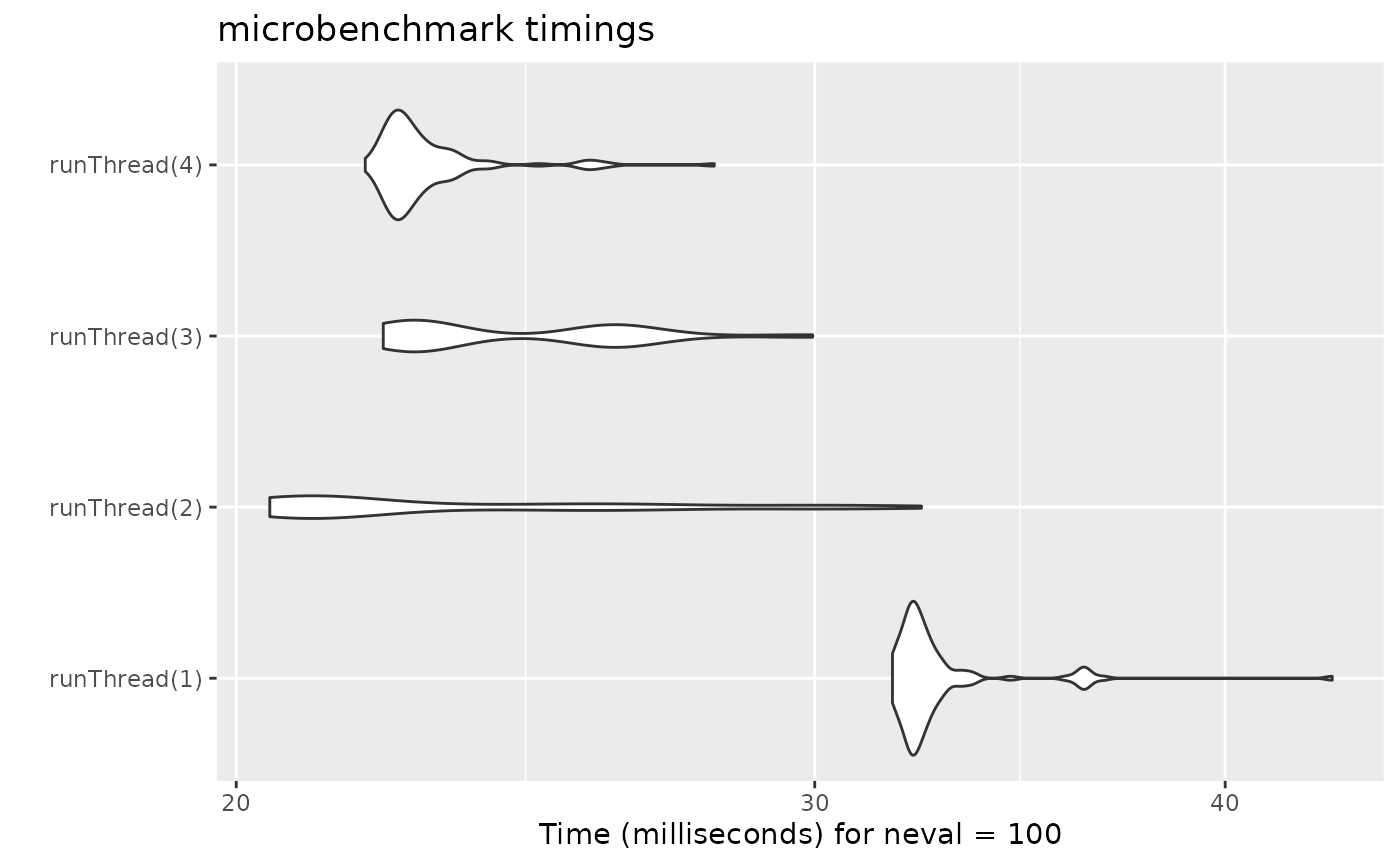 microbenchmark timings
runThread(4)
runThread(3)
runThread(2)
runThread(1)
20 30 40
Time (milliseconds) for neval = 100